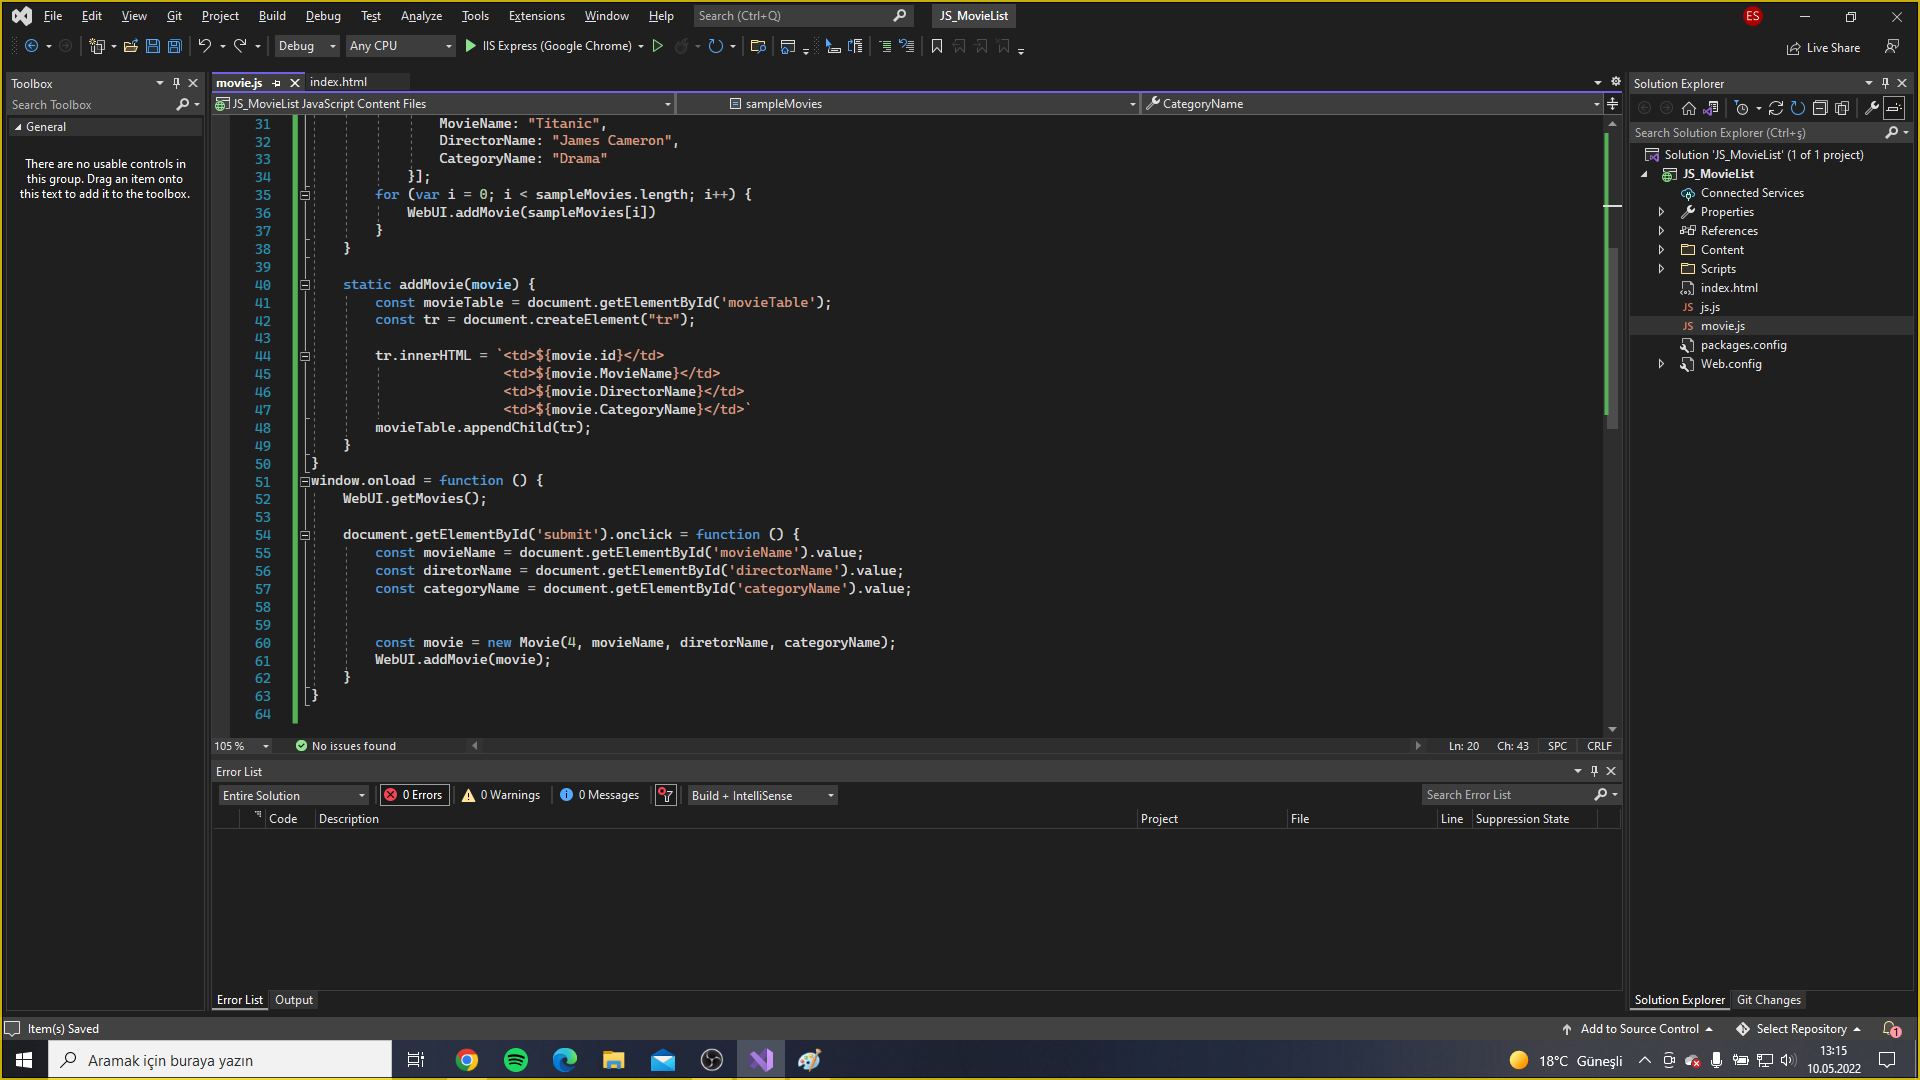 File Edit View Git Project Build Debug Test Analyze Tools Extensions Window Help Search (Ctrl+Q) JS_MovieList ES
Debug Any CPU IIS Express (Google Chrome) Live Share
Toolbox
Search Toolbox
General
There are no usable controls in
this group. Drag an item onto
this text to add it to the toolbox.
movie.js index.html
JS_MovieList JavaScript Content Files sampleMovies CategoryName
31 MovieName: "Titanic",
32 DirectorName: "James Cameron",
33 CategoryName: "Drama"
34 }];
35 for (var i = 0; i < sampleMovies.length; i++) {
36 WebUI.addMovie(sampleMovies[i])
37 }
38 }
39
40 static addMovie(movie) {
41 const movieTable = document.getElementById('movieTable');
42 const tr = document.createElement("tr");
43
44 tr.innerHTML = `<td>${movie.id}</td>
45 <td>${movie.MovieName}</td>
46 <td>${movie.DirectorName}</td>
47 <td>${movie.CategoryName}</td>`
48 movieTable.appendChild(tr);
49 }
50 }
51 window.onload = function () {
52 WebUI.getMovies();
53
54 document.getElementById('submit').onclick = function () {
55 const movieName = document.getElementById('movieName').value;
56 const diretorName = document.getElementById('directorName').value;
57 const categoryName = document.getElementById('categoryName').value;
58
59
60 const movie = new Movie(4, movieName, diretorName, categoryName);
61 WebUI.addMovie(movie);
62 }
63 }
64
105 % No issues found Ln: 20 Ch: 43 SPC CRLF
Error List
Entire Solution 0 Errors 0 Warnings 0 Messages Build + IntelliSense Search Error List
Code Description Project File Line Suppression State
Error List Output
Solution Explorer
Search Solution Explorer (Ctrl+ş)
Solution 'JS_MovieList' (1 of 1 project)
JS_MovieList
Connected Services
Properties
References
Content
Scripts
index.html
JS js.js
JS movie.js
packages.config
Web.config
Solution Explorer Git Changes
Item(s) Saved Add to Source Control Select Repository 1
Aramak için buraya yazın 18°C Güneşli 13:15
10.05.2022